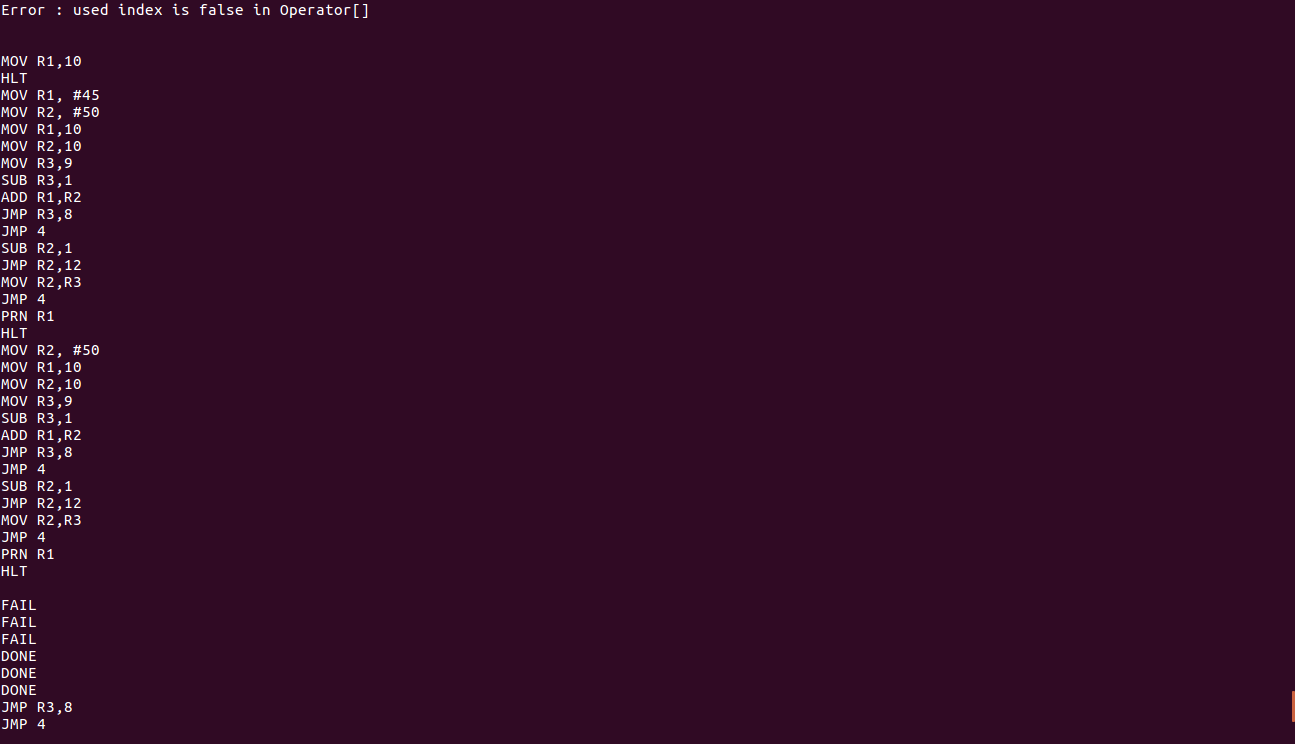 Error : used index is false in Operator[]
MOV R1,10
HLT
MOV R1, #45
MOV R2, #50
MOV R1,10
MOV R2,10
MOV R3,9
SUB R3,1
ADD R1,R2
JMP R3,8
JMP 4
SUB R2,1
JMP R2,12
MOV R2,R3
JMP 4
PRN R1
HLT
MOV R2, #50
MOV R1,10
MOV R2,10
MOV R3,9
SUB R3,1
ADD R1,R2
JMP R3,8
JMP 4
SUB R2,1
JMP R2,12
MOV R2,R3
JMP 4
PRN R1
HLT
FAIL
FAIL
FAIL
DONE
DONE
DONE
JMP R3,8
JMP 4